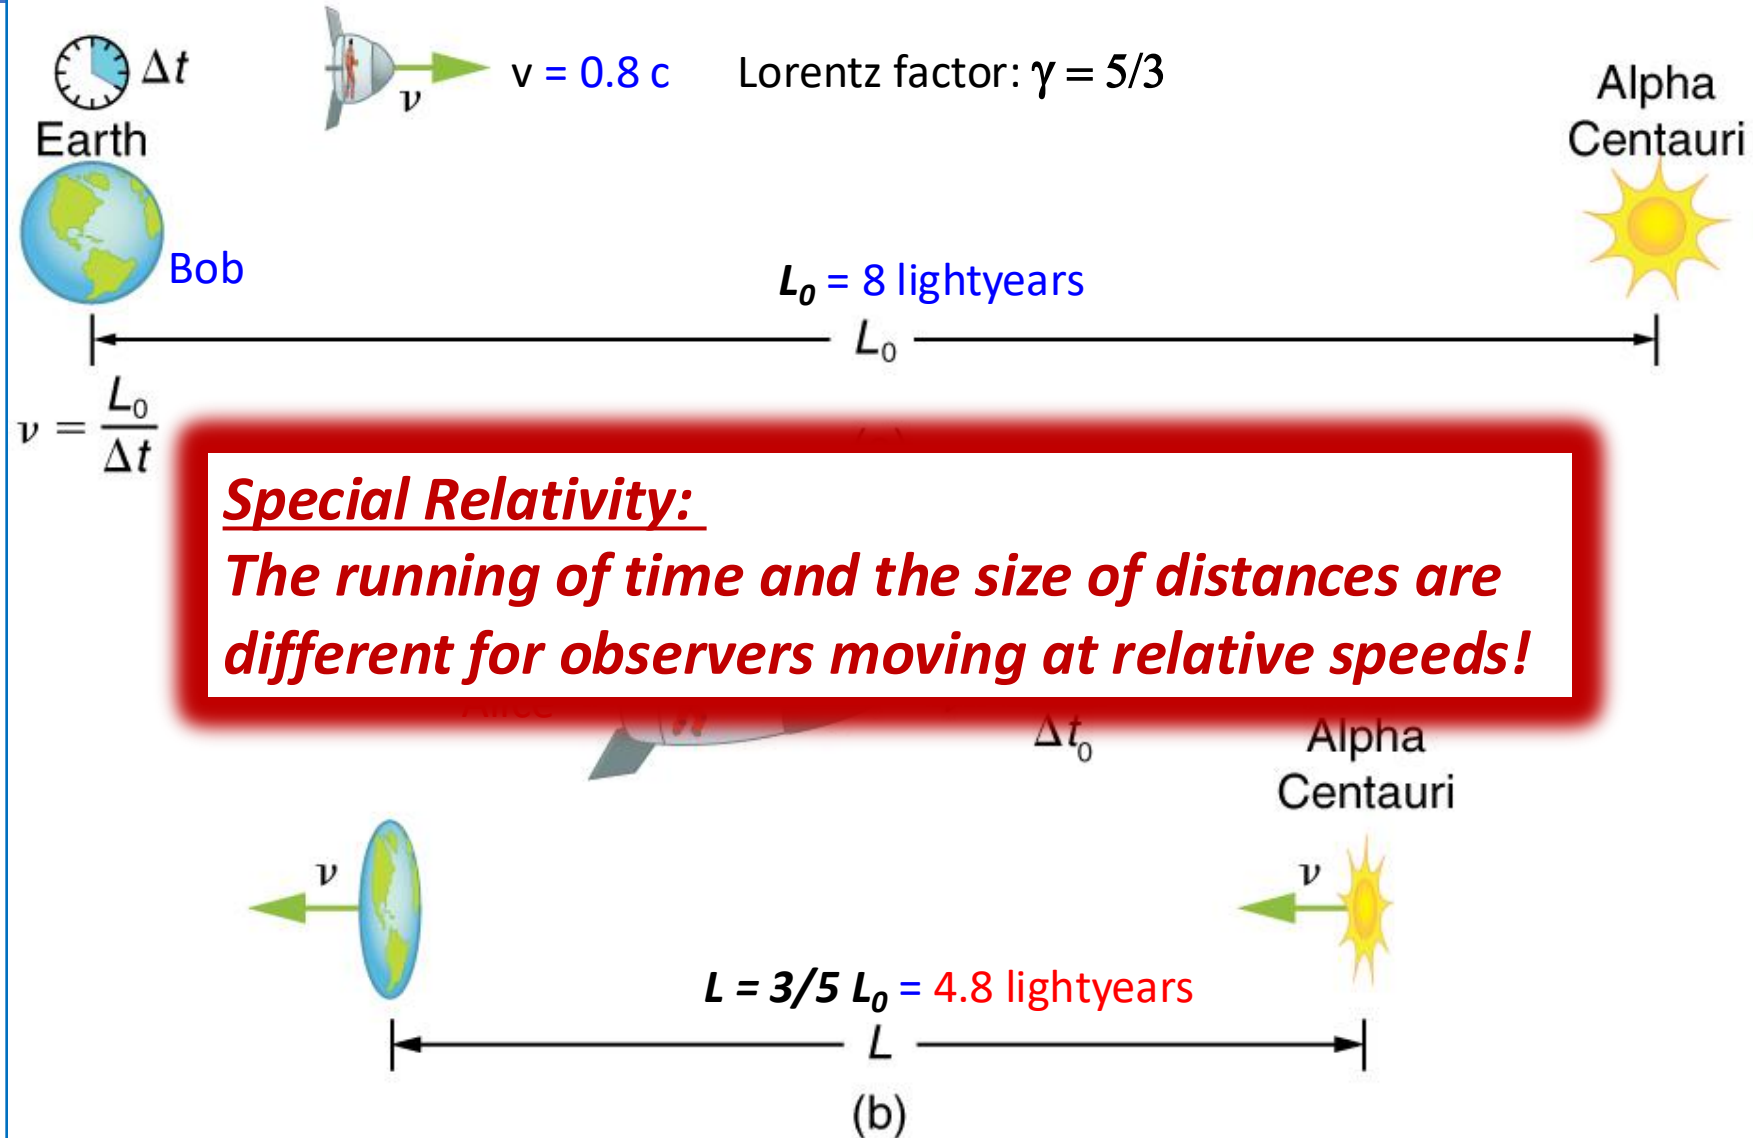 Δt
v = 0.8 c
Lorentz factor: γ = 5/3
ν
Earth
Alpha
Centauri
Bob
L₀ = 8 lightyears
L₀
ν = L₀/Δt
Special Relativity:
The running of time and the size of distances are
different for observers moving at relative speeds!
Δt₀
Alpha
Centauri
ν
ν
L = 3/5 L₀ = 4.8 lightyears
L
(b)